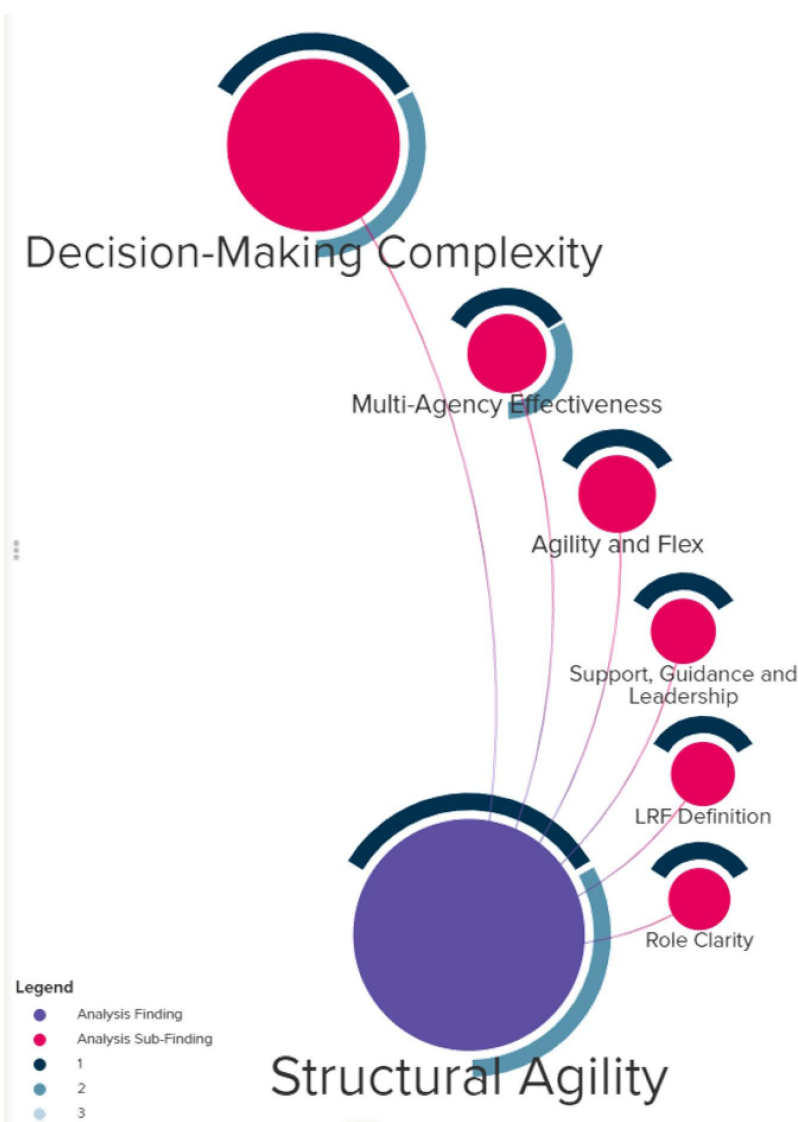 Decision-Making Complexity
Multi-Agency Effectiveness
Agility and Flex
Support, Guidance and
Leadership
LRF Definition
Role Clarity
Structural Agility
Legend
Analysis Finding
Analysis Sub-Finding
1
2
3